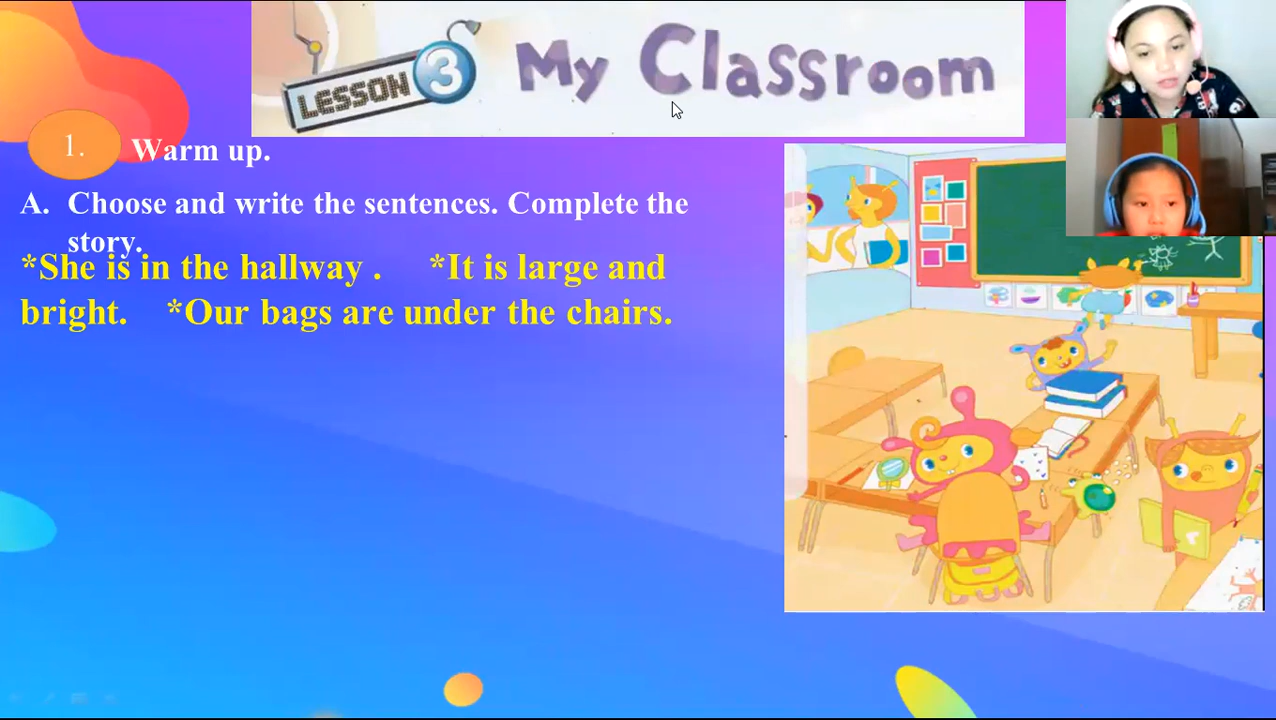 LESSON 3 My Classroom
1. Warm up.
A. Choose and write the sentences. Complete the
story.
*She is in the hallway . *It is large and
bright. *Our bags are under the chairs.